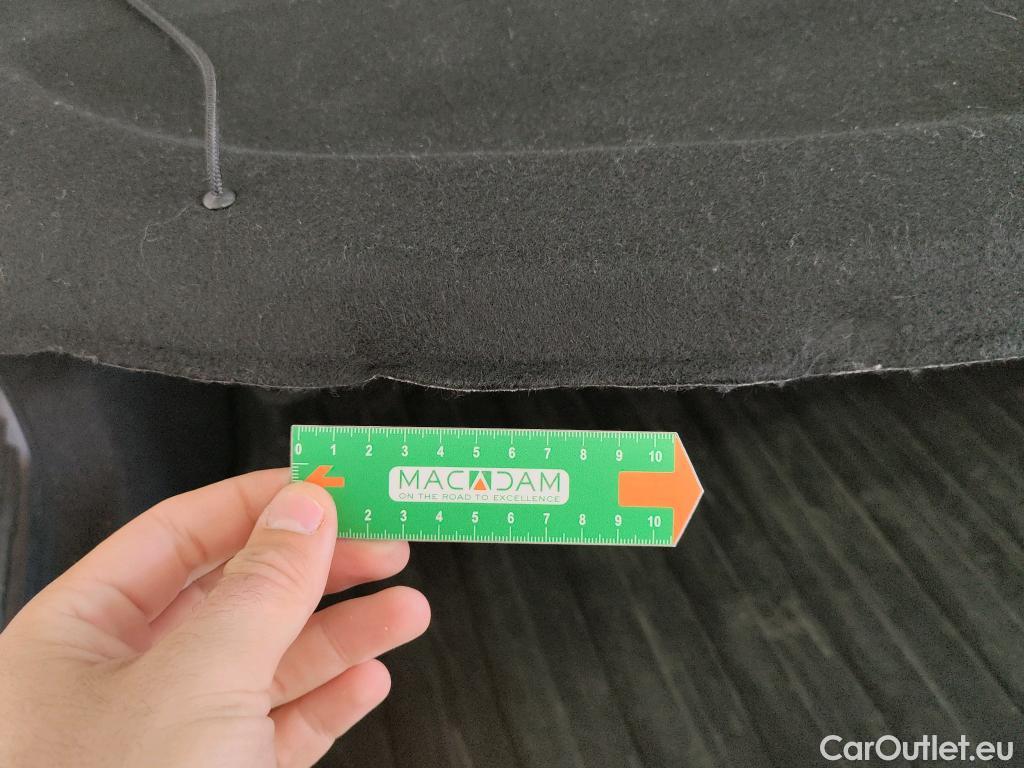 0 1 2 3 4 5 6 7 8 9 10
MACADAM
ON THE ROAD TO EXCELLENCE
2 3 4 5 6 7 8 9 10
CarOutlet.eu